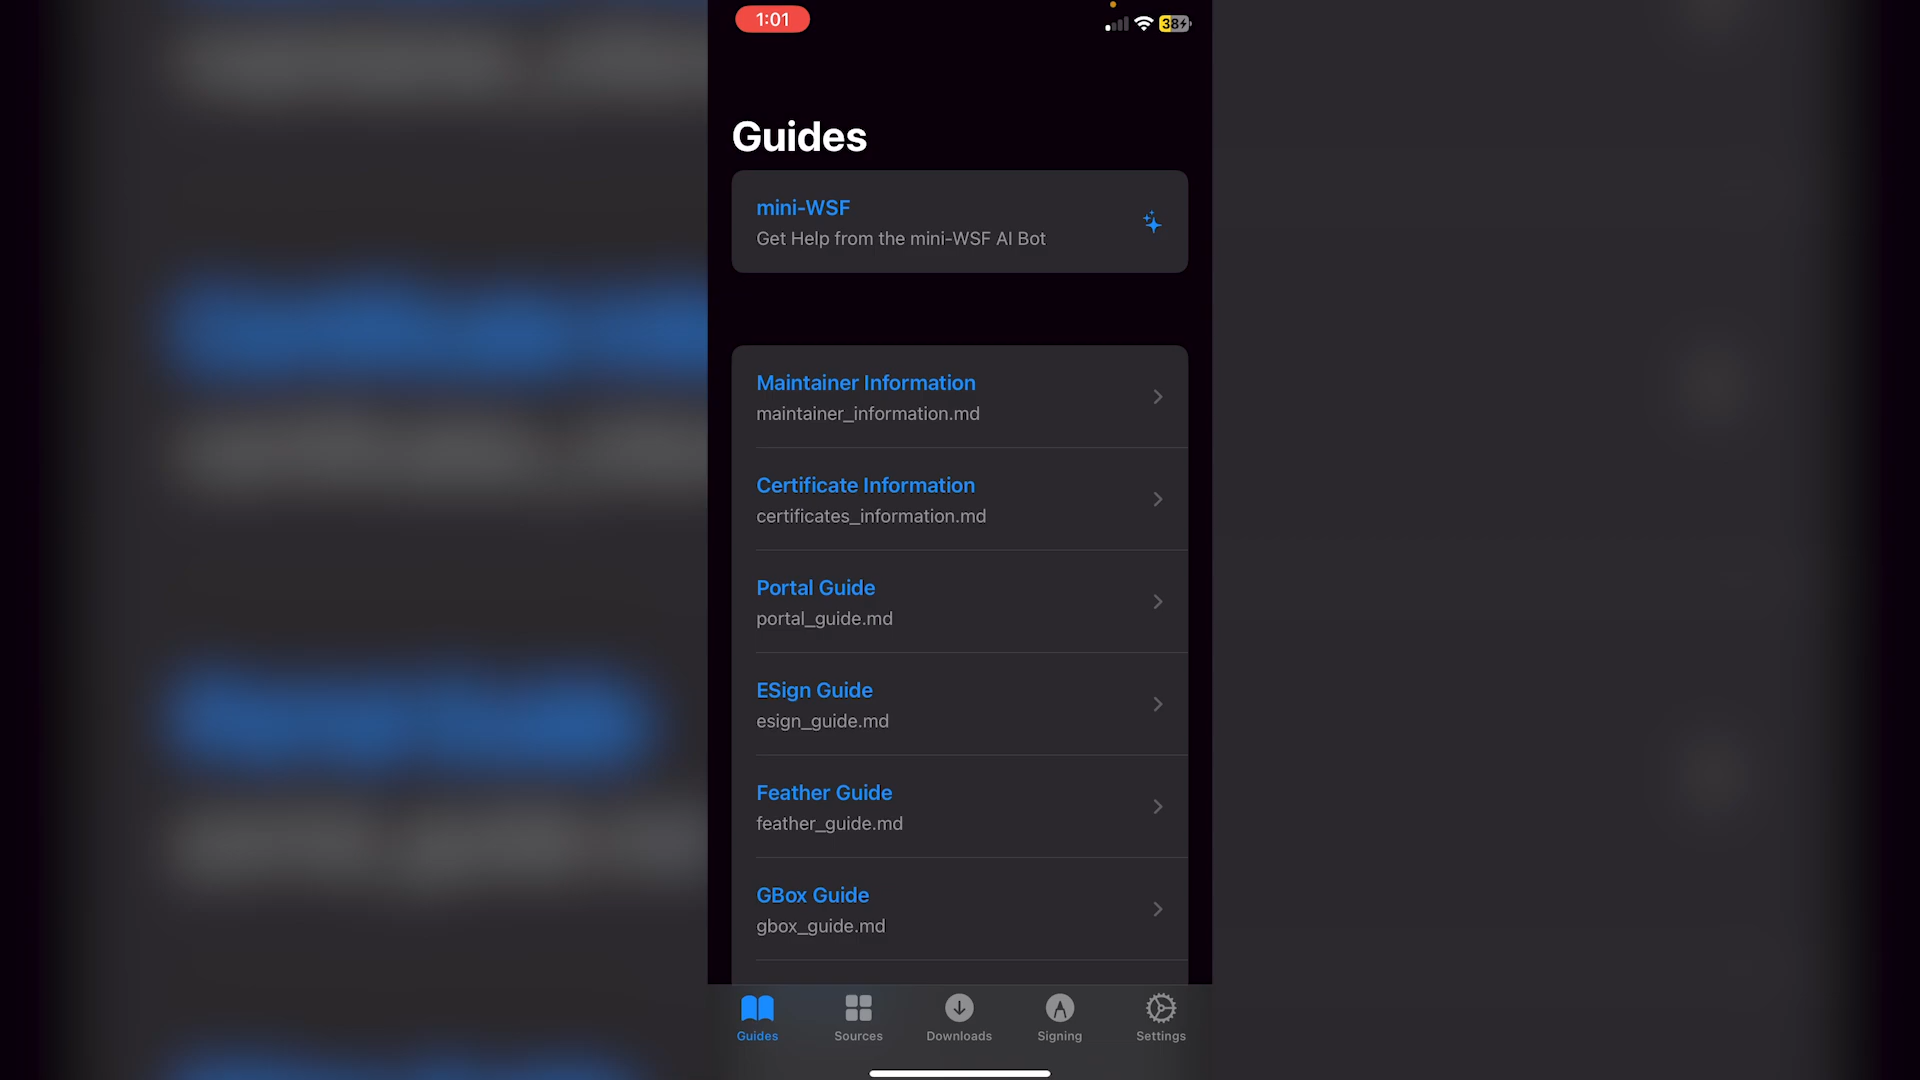 1:01
38
Guides
mini-WSF
Get Help from the mini-WSF AI Bot
Maintainer Information
maintainer_information.md
Certificate Information
certificates_information.md
Portal Guide
portal_guide.md
ESign Guide
esign_guide.md
Feather Guide
feather_guide.md
GBox Guide
gbox_guide.md
Guides
Sources
Downloads
Signing
Settings